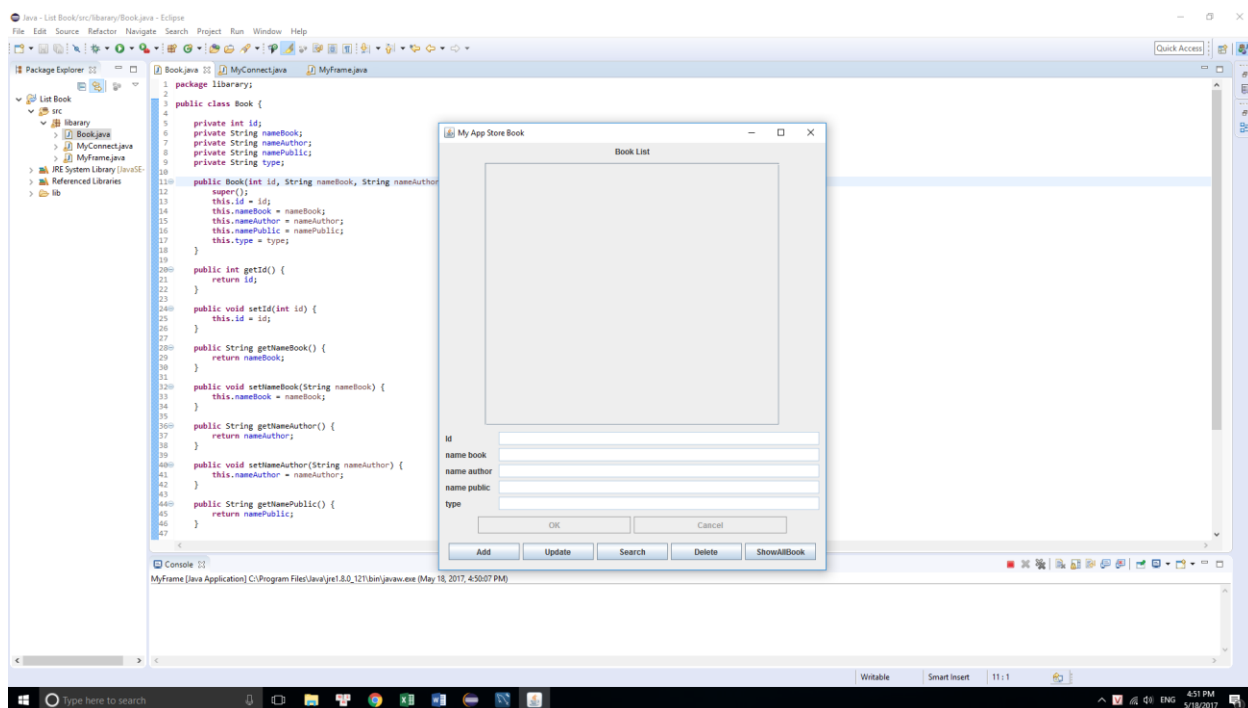 Java - List Book/src/libarary/Book.java - Eclipse
File Edit Source Refactor Navigate Search Project Run Window Help
Quick Access
Package Explorer
Book.java MyConnect.java MyFrame.java
List Book
src
libarary
Book.java
MyConnect.java
MyFrame.java
JRE System Library [JavaSE-
Referenced Libraries
lib
1 package libarary;
2
3 public class Book {
4
5 private int id;
6 private String nameBook;
7 private String nameAuthor;
8 private String namePublic;
9 private String type;
10
11 public Book(int id, String nameBook, String nameAuthor
12 super();
13 this.id = id;
14 this.nameBook = nameBook;
15 this.nameAuthor = nameAuthor;
16 this.namePublic = namePublic;
17 this.type = type;
18 }
19
20 public int getId() {
21 return id;
22 }
23
24 public void setId(int id) {
25 this.id = id;
26 }
27
28 public String getNameBook() {
29 return nameBook;
30 }
31
32 public void setNameBook(String nameBook) {
33 this.nameBook = nameBook;
34 }
35
36 public String getNameAuthor() {
37 return nameAuthor;
38 }
39
40 public void setNameAuthor(String nameAuthor) {
41 this.nameAuthor = nameAuthor;
42 }
43
44 public String getNamePublic() {
45 return namePublic;
46 }
47
My App Store Book
Book List
Id
name book
name author
name public
type
OK Cancel
Add Update Search Delete ShowAllBook
Console
MyFrame [Java Application] C:\Program Files\Java\jre1.8.0_121\bin\javaw.exe (May 18, 2017, 4:50:07 PM)
Writable Smart Insert 11 : 1
Type here to search
ENG
4:51 PM
5/18/2017